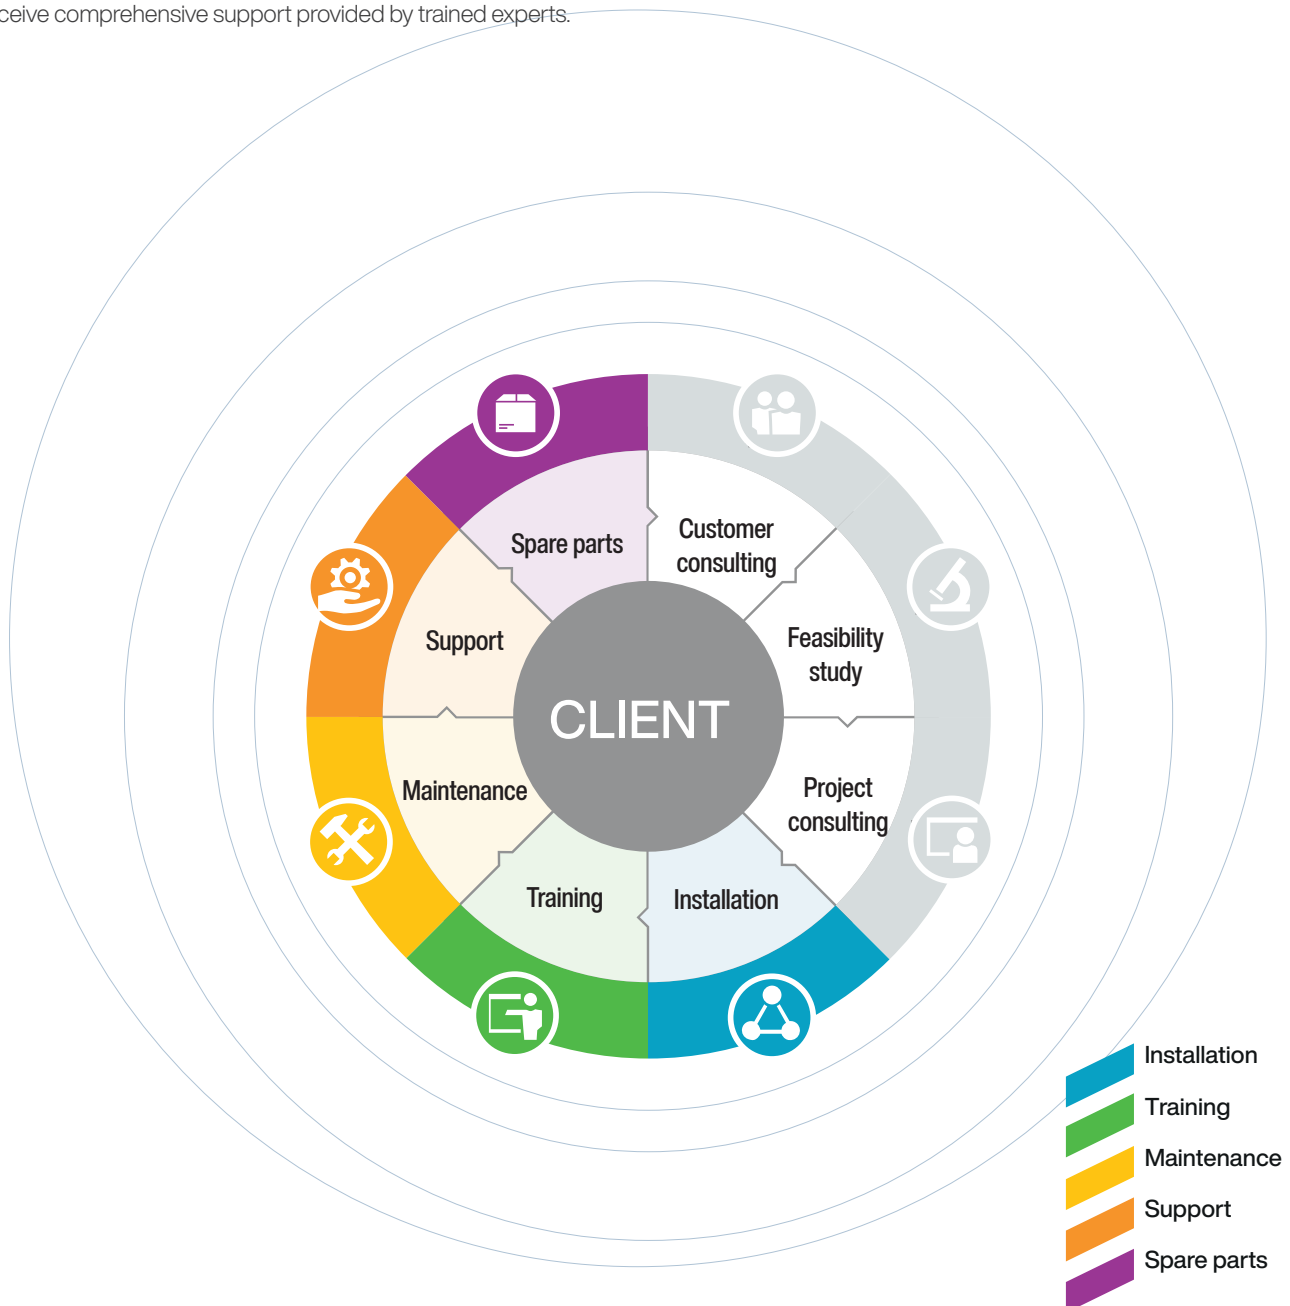 comprehensive support provided by trained experts.
Spare parts
Customer
consulting
Support
Feasibility
study
CLIENT
Maintenance
Project
consulting
Training
Installation
Installation
Training
Maintenance
Support
Spare parts